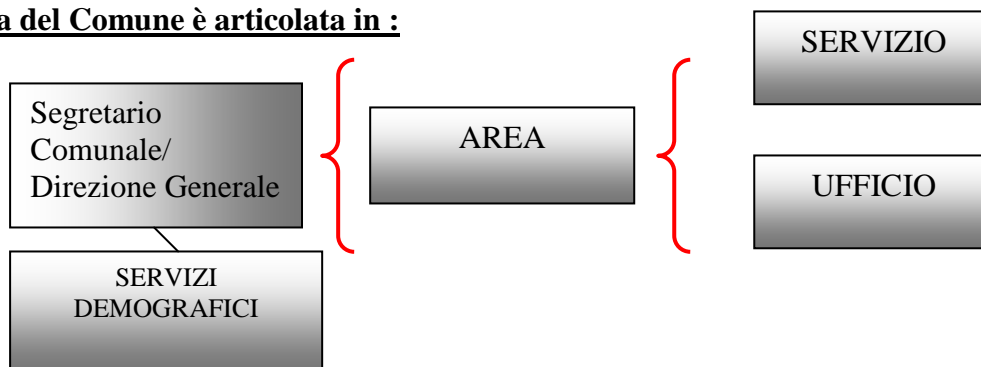 a del Comune è articolata in :
SERVIZIO
Segretario
Comunale/
Direzione Generale
AREA
UFFICIO
SERVIZI
DEMOGRAFICI